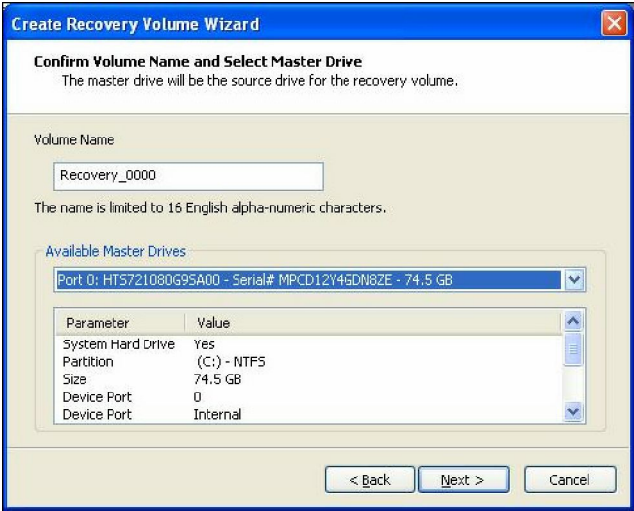 Create Recovery Volume Wizard
Confirm Volume Name and Select Master Drive
The master drive will be the source drive for the recovery volume.
Volume Name
Recovery_0000
The name is limited to 16 English alpha-numeric characters.
Available Master Drives
Port 0: HTS721080G9SA00 - Serial# MPCD12Y4GDN8ZE - 74.5 GB
Parameter Value
System Hard Drive Yes
Partition (C:) - NTFS
Size 74.5 GB
Device Port 0
Device Port Internal
< Back Next > Cancel